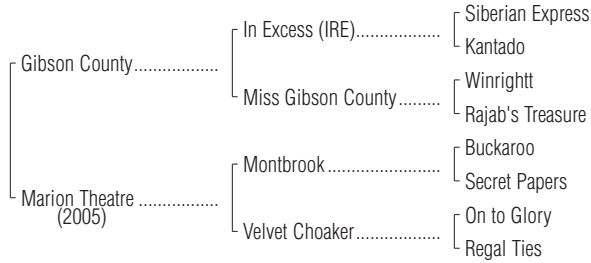 Siberian Express
In Excess (IRE)..................
Kantado
Gibson County..................
Winrightt
Miss Gibson County.........
Rajab's Treasure
Buckaroo
Montbrook ........................
Secret Papers
Marion Theatre .................
(2005)
On to Glory
Velvet Choaker..................
Regal Ties